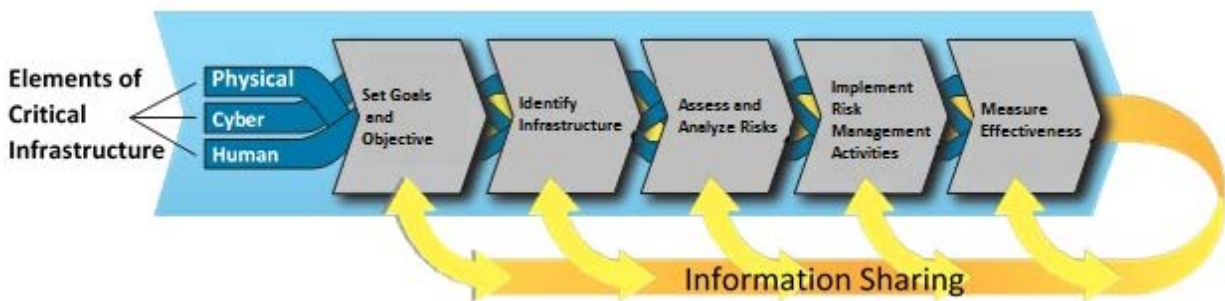 Elements of
Critical
Infrastructure
Physical
Cyber
Human
Set Goals
and
Objective
Identify
Infrastructure
Assess and
Analyze Risks
Implement
Risk
Management
Activities
Measure
Effectiveness
Information Sharing